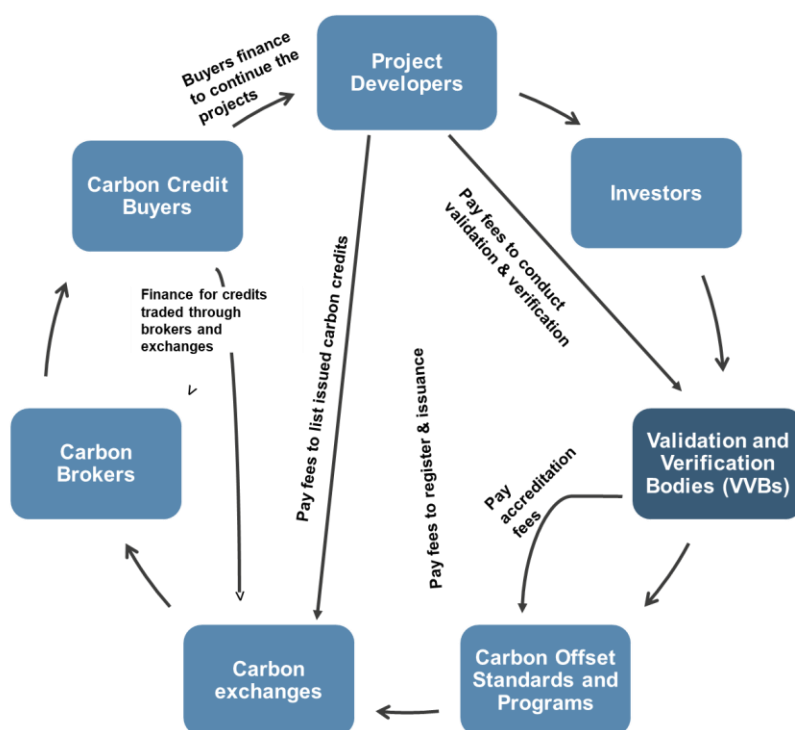 Project
Developers
Buyers finance
to continue the
projects
Investors
Carbon Credit
Buyers
Pay fees to conduct
validation & verification
Finance for credits
traded through
brokers and
exchanges
Pay fees to list issued carbon credits
Pay fees to register & issuance
Carbon
Brokers
Validation and
Verification
Bodies (VVBs)
Pay
accreditation
fees
Carbon
exchanges
Carbon Offset
Standards and
Programs